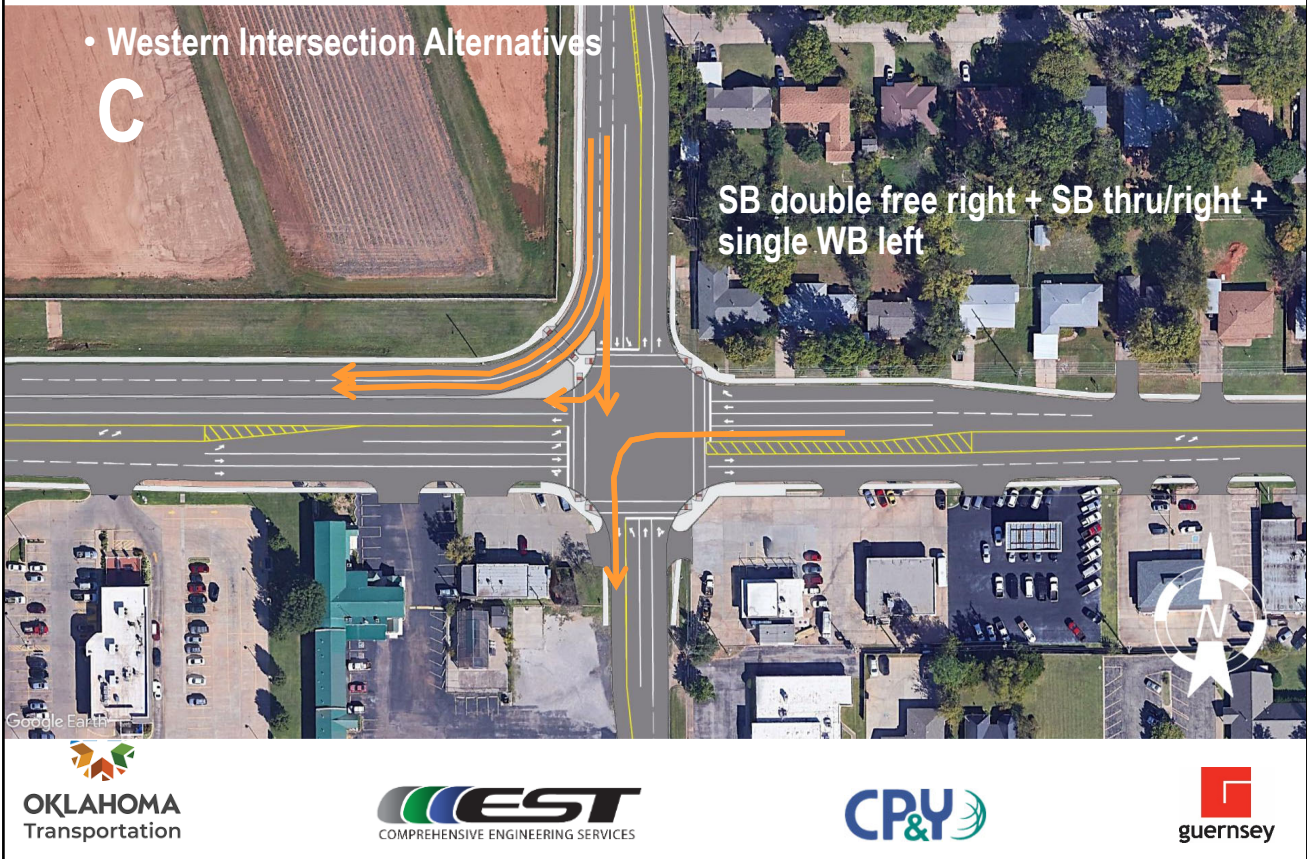 • Western Intersection Alternatives
C
SB double free right + SB thru/right +
single WB left
N
Google Earth
OKLAHOMA
Transportation
EST
COMPREHENSIVE ENGINEERING SERVICES
CP&Y
guernsey